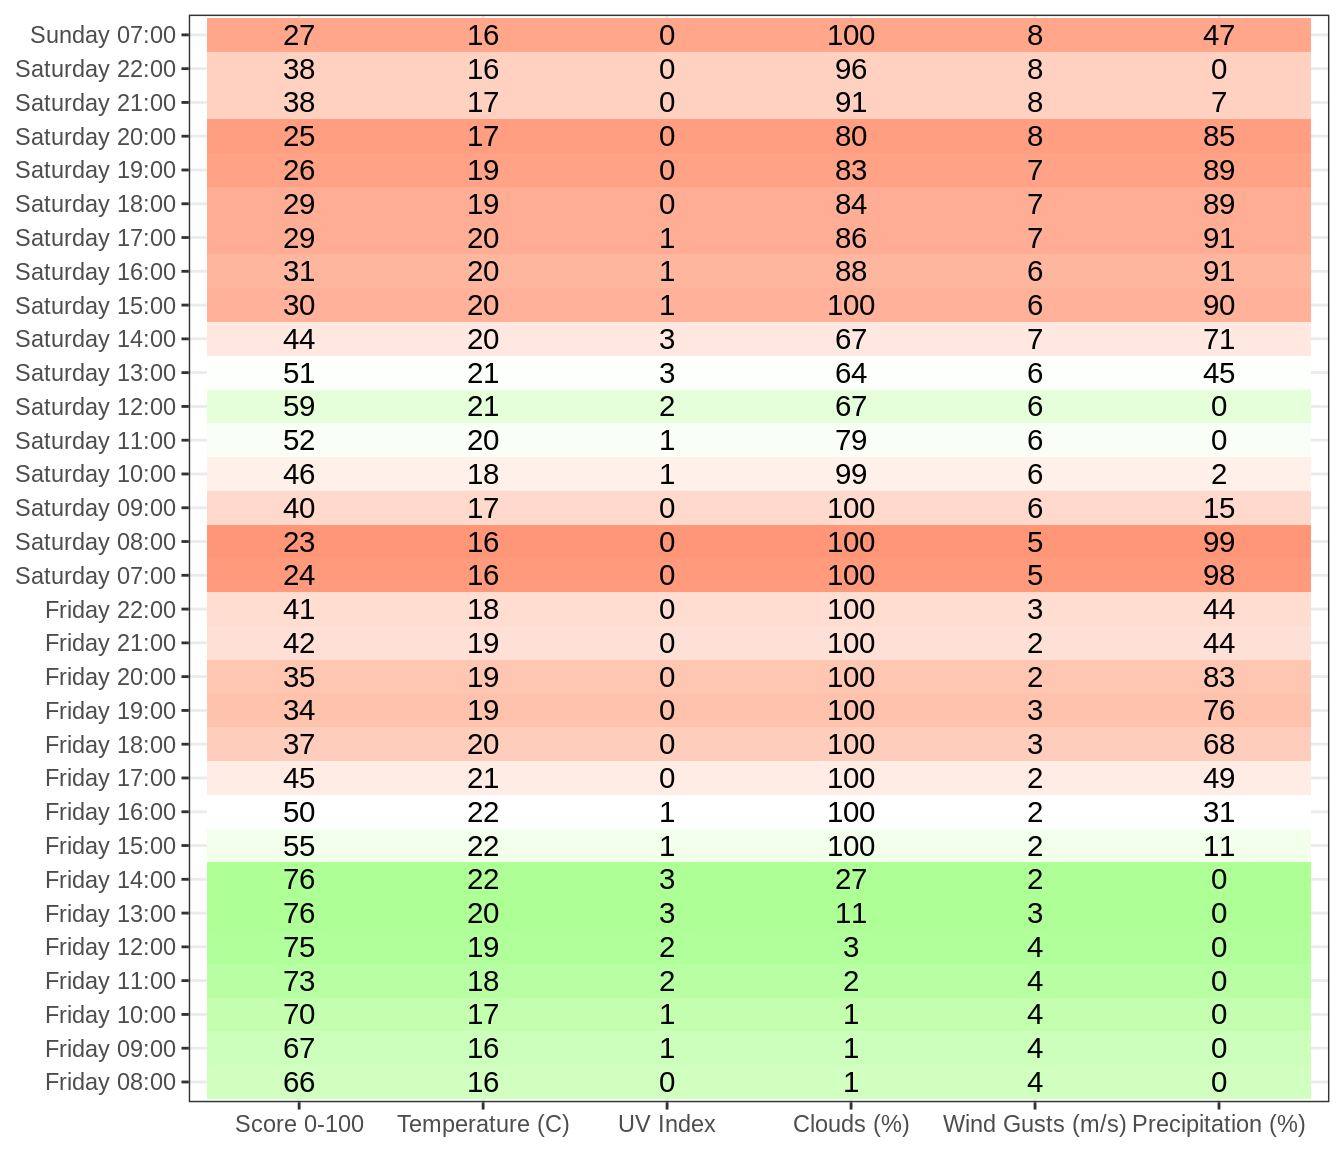 Sunday 07:00 27 16 0 100 8 47
Saturday 22:00 38 16 0 96 8 0
Saturday 21:00 38 17 0 91 8 7
Saturday 20:00 25 17 0 80 8 85
Saturday 19:00 26 19 0 83 7 89
Saturday 18:00 29 19 0 84 7 89
Saturday 17:00 29 20 1 86 7 91
Saturday 16:00 31 20 1 88 6 91
Saturday 15:00 30 20 1 100 6 90
Saturday 14:00 44 20 3 67 7 71
Saturday 13:00 51 21 3 64 6 45
Saturday 12:00 59 21 2 67 6 0
Saturday 11:00 52 20 1 79 6 0
Saturday 10:00 46 18 1 99 6 2
Saturday 09:00 40 17 0 100 6 15
Saturday 08:00 23 16 0 100 5 99
Saturday 07:00 24 16 0 100 5 98
Friday 22:00 41 18 0 100 3 44
Friday 21:00 42 19 0 100 2 44
Friday 20:00 35 19 0 100 2 83
Friday 19:00 34 19 0 100 3 76
Friday 18:00 37 20 0 100 3 68
Friday 17:00 45 21 0 100 2 49
Friday 16:00 50 22 1 100 2 31
Friday 15:00 55 22 1 100 2 11
Friday 14:00 76 22 3 27 2 0
Friday 13:00 76 20 3 11 3 0
Friday 12:00 75 19 2 3 4 0
Friday 11:00 73 18 2 2 4 0
Friday 10:00 70 17 1 1 4 0
Friday 09:00 67 16 1 1 4 0
Friday 08:00 66 16 0 1 4 0
Score 0-100 Temperature (C) UV Index Clouds (%) Wind Gusts (m/s) Precipitation (%)